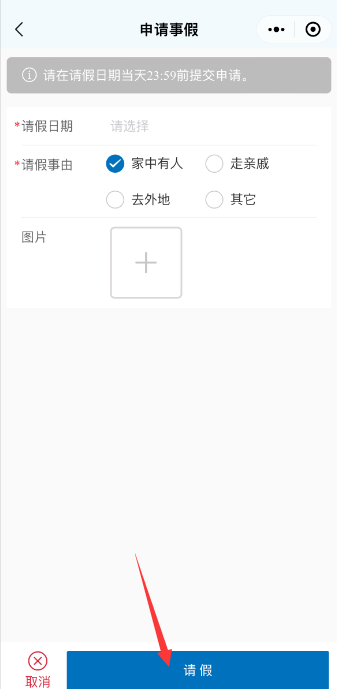 申请事假
请在请假日期当天23:59前提交申请。
*请假日期 请选择
*请假事由 家中有人 走亲戚
去外地 其它
图片
取消 请假